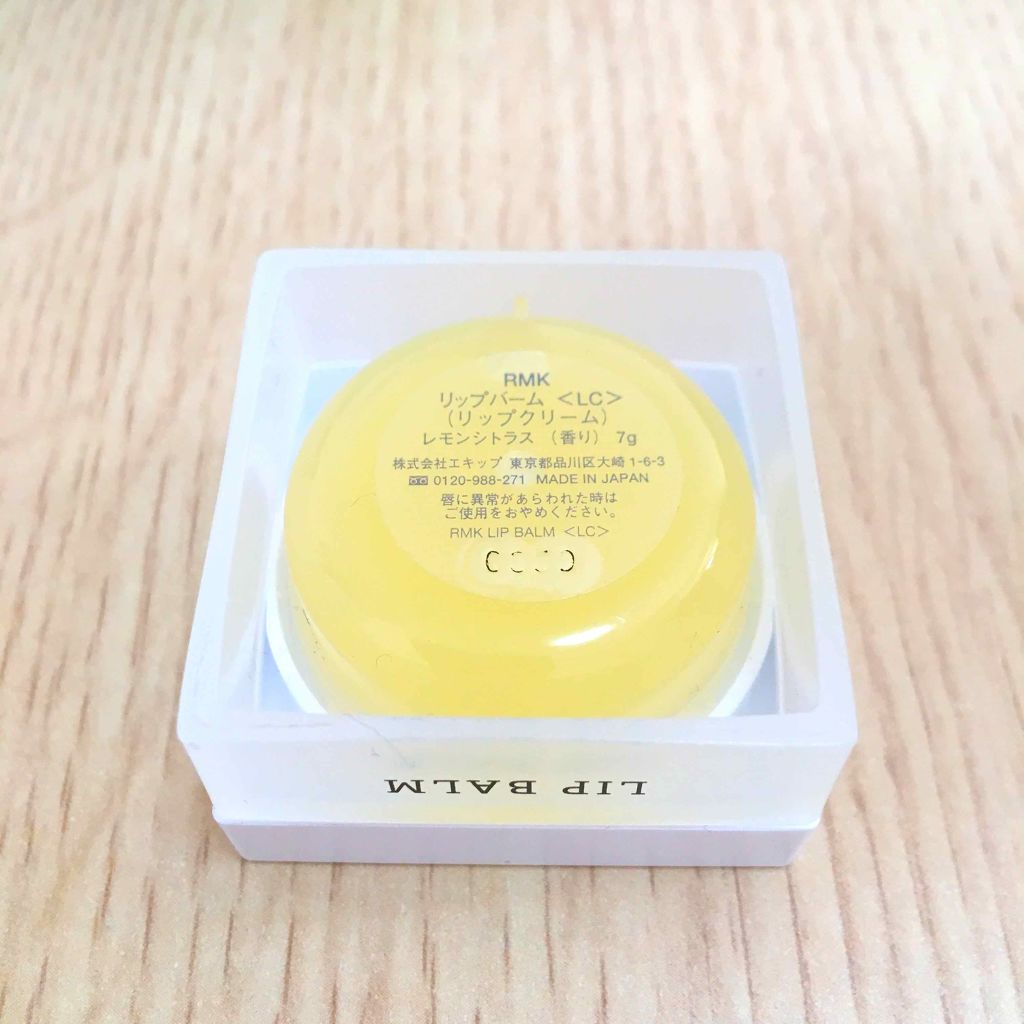 RMK
リップバーム <LC>
(リップクリーム)
レモンシトラス (香り) 7g
株式会社エキップ 東京都品川区大崎1-6-3
0120-988-271 MADE IN JAPAN
唇に異常があらわれた時は
ご使用をおやめください。
RMK LIP BALM <LC>
LIP BALM